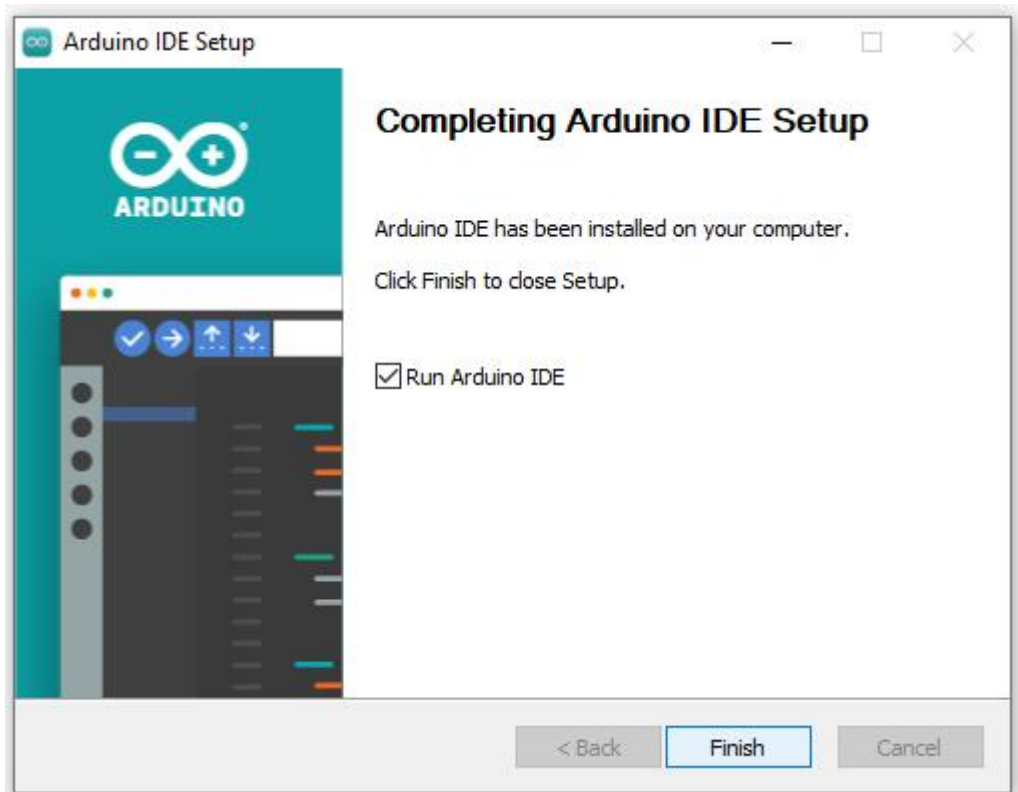 Arduino IDE Setup
ARDUINO
Completing Arduino IDE Setup
Arduino IDE has been installed on your computer.
Click Finish to close Setup.
Run Arduino IDE
< Back
Finish
Cancel